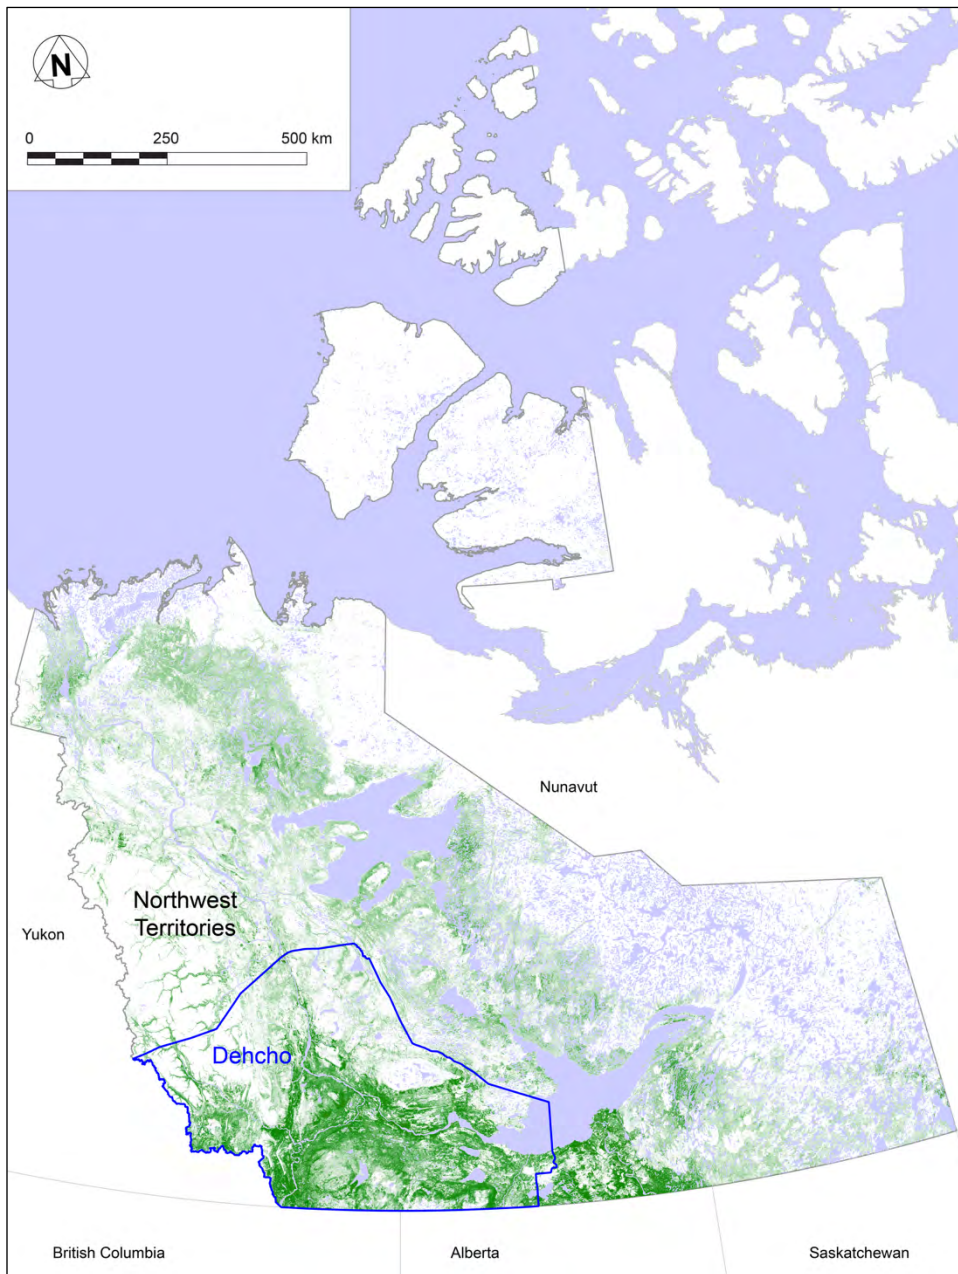 N
0 250 500 km
Nunavut
Northwest
Territories
Yukon
Dehcho
British Columbia
Alberta
Saskatchewan